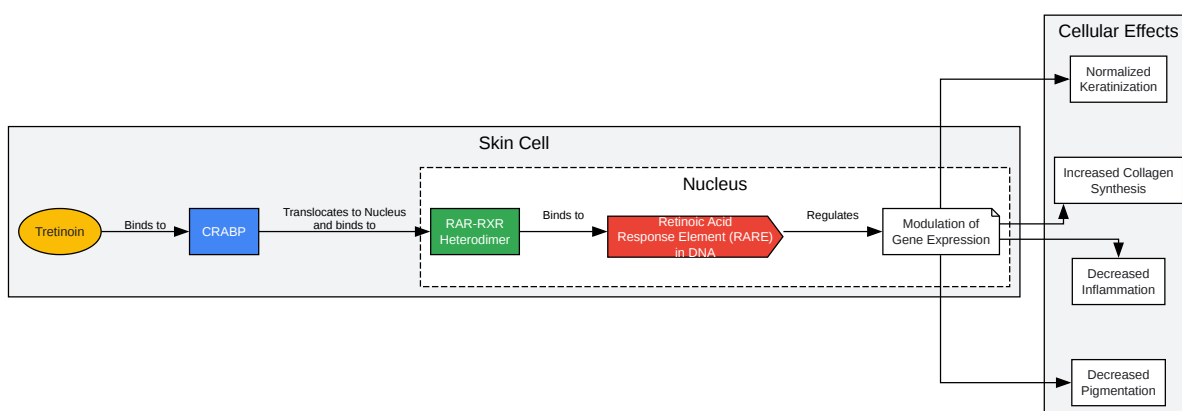 Cellular Effects
Normalized
Keratinization
Skin Cell
Nucleus
Increased Collagen
Synthesis
Tretinoin
Binds to
CRABP
Translocates to Nucleus
and binds to
RAR-RXR
Heterodimer
Binds to
Retinoic Acid
Response Element (RARE)
in DNA
Regulates
Modulation of
Gene Expression
Decreased
Inflammation
Decreased
Pigmentation